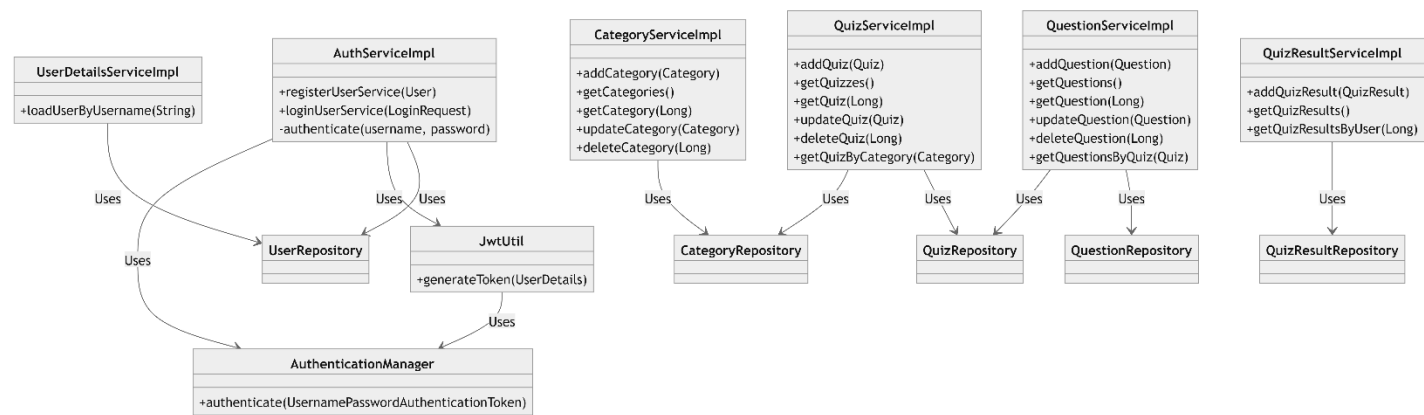 UserDetailsServiceImpl
+loadUserByUsername(String)
AuthServiceImpl
+registerUserService(User)
+loginUserService(LoginRequest)
-authenticate(username, password)
CategoryServiceImpl
+addCategory(Category)
+getCategories()
+getCategory(Long)
+updateCategory(Category)
+deleteCategory(Long)
QuizServiceImpl
+addQuiz(Quiz)
+getQuizzes()
+getQuiz(Long)
+updateQuiz(Quiz)
+deleteQuiz(Long)
+getQuizByCategory(Category)
QuestionServiceImpl
+addQuestion(Question)
+getQuestions()
+getQuestion(Long)
+updateQuestion(Question)
+deleteQuestion(Long)
+getQuestionsByQuiz(Quiz)
QuizResultServiceImpl
+addQuizResult(QuizResult)
+getQuizResults()
+getQuizResultsByUser(Long)
Uses
Uses
Uses
Uses
Uses
Uses
Uses
Uses
Uses
Uses
UserRepository
JwtUtil
+generateToken(UserDetails)
CategoryRepository
QuizRepository
QuestionRepository
QuizResultRepository
Uses
Uses
AuthenticationManager
+authenticate(UsernamePasswordAuthenticationToken)